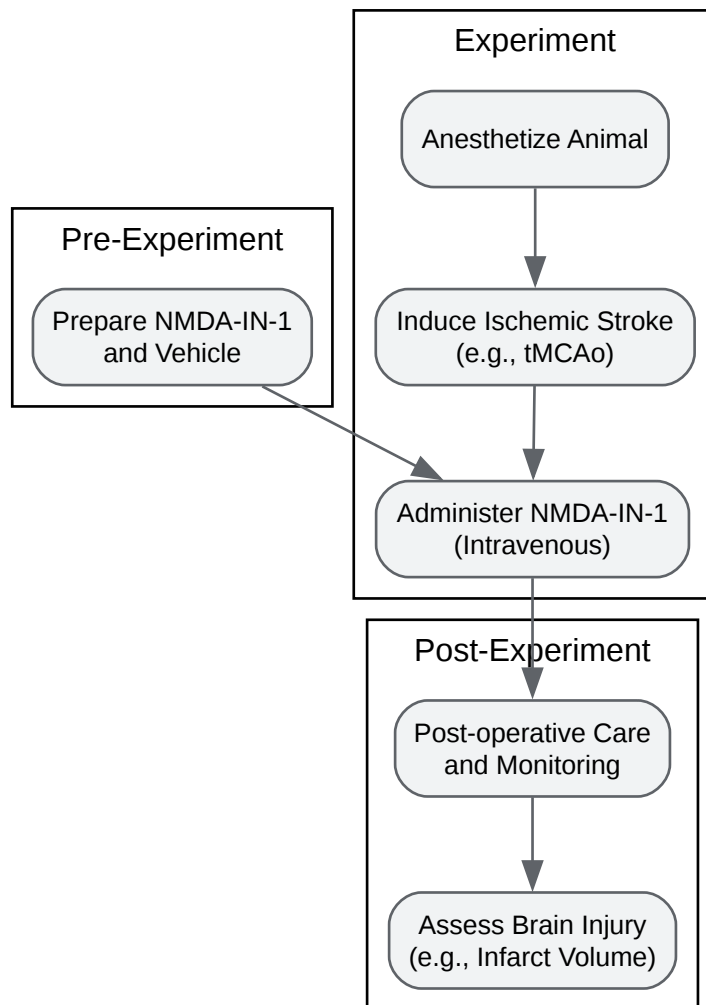 Experiment
Anesthetize Animal
Pre-Experiment
Prepare NMDA-IN-1
and Vehicle
Induce Ischemic Stroke
(e.g., tMCAo)
Administer NMDA-IN-1
(Intravenous)
Post-Experiment
Post-operative Care
and Monitoring
Assess Brain Injury
(e.g., Infarct Volume)